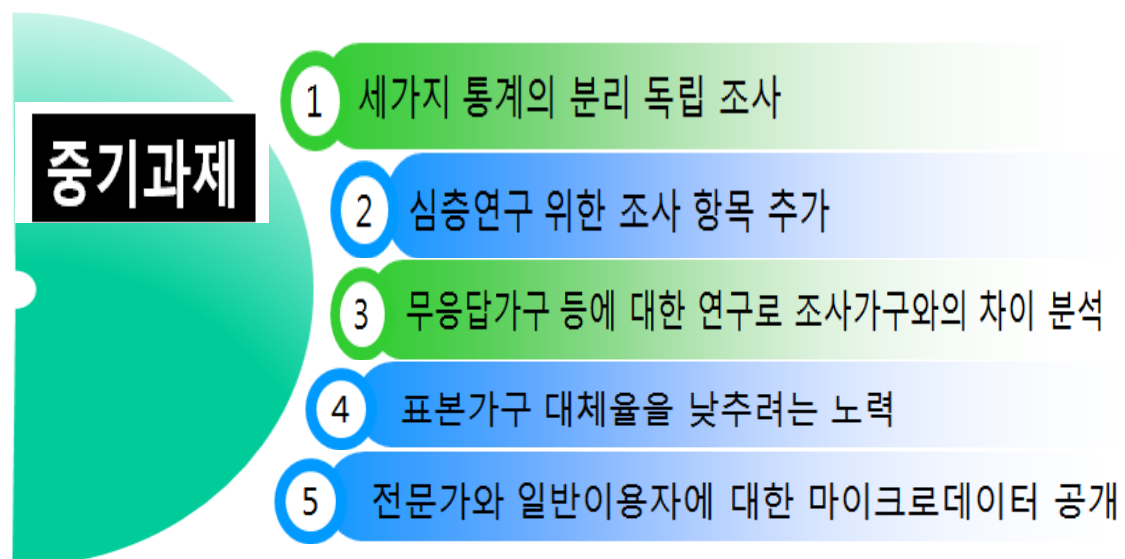 중기과제
1 세가지 통계의 분리 독립 조사
2 심층연구 위한 조사 항목 추가
3 무응답가구 등에 대한 연구로 조사가구와의 차이 분석
4 표본가구 대체율을 낮추려는 노력
5 전문가와 일반이용자에 대한 마이크로데이터 공개